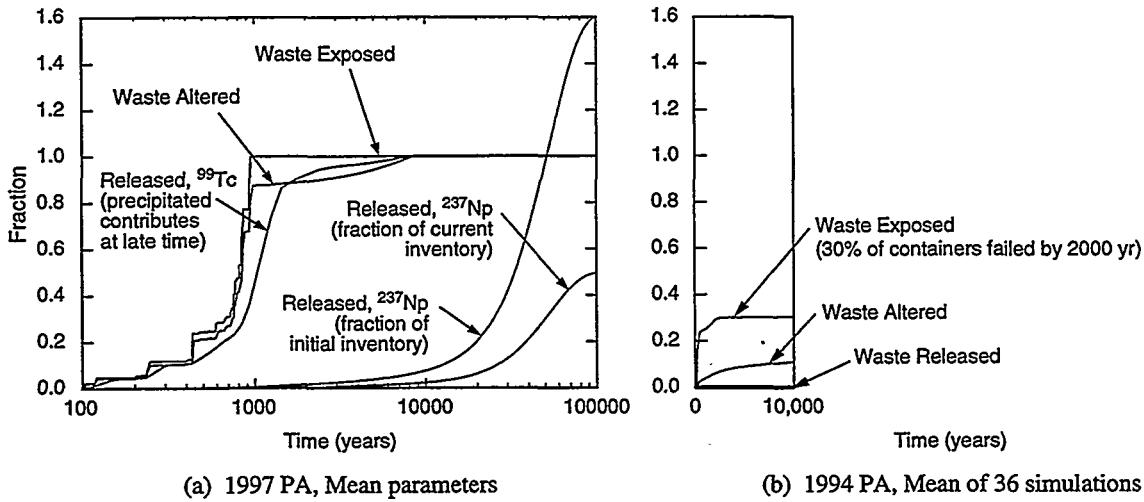 1.6
1.4
1.2
1.0
0.8
0.6
0.4
0.2
0.0
Fraction
Waste Exposed
Waste Altered
Released, ⁹⁹Tc
(precipitated
contributes
at late time)
Released, ²³⁷Np
(fraction of current
inventory)
Released, ²³⁷Np
(fraction of
initial inventory)
100
1000
10000
100000
Time (years)
(a) 1997 PA, Mean parameters
1.6
1.4
1.2
1.0
0.8
0.6
0.4
0.2
0.0
Waste Exposed
(30% of containers failed by 2000 yr)
Waste Altered
Waste Released
0
10,000
Time (years)
(b) 1994 PA, Mean of 36 simulations